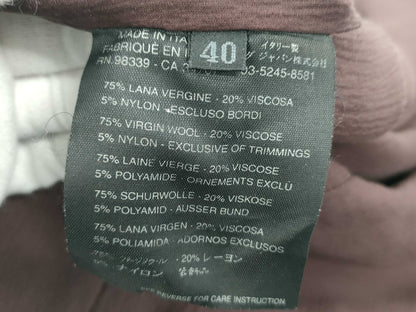 MADE IN ITALY
FABRIQUÉ EN
40
イタリー製
ジャパン株式会社
RN.98339 - CA
03-5245-8581
75% LANA VERGINE - 20% VISCOSA
5% NYLON - ESCLUSO BORDI
75% VIRGIN WOOL - 20% VISCOSE
5% NYLON - EXCLUSIVE OF TRIMMINGS
75% LAINE VIERGE - 20% VISCOSE
5% POLYAMIDE - ORNEMENTS EXCLU
75% SCHURWOLLE - 20% VISKOSE
5% POLYAMID - AUSSER BUND
75% LANA VIRGEN - 20% VISCOSA
5% POLIAMIDA - ADORNOS EXCLUSOS
75% 20% レーヨン
5% ナイロン
REVERSE FOR CARE INSTRUCTION